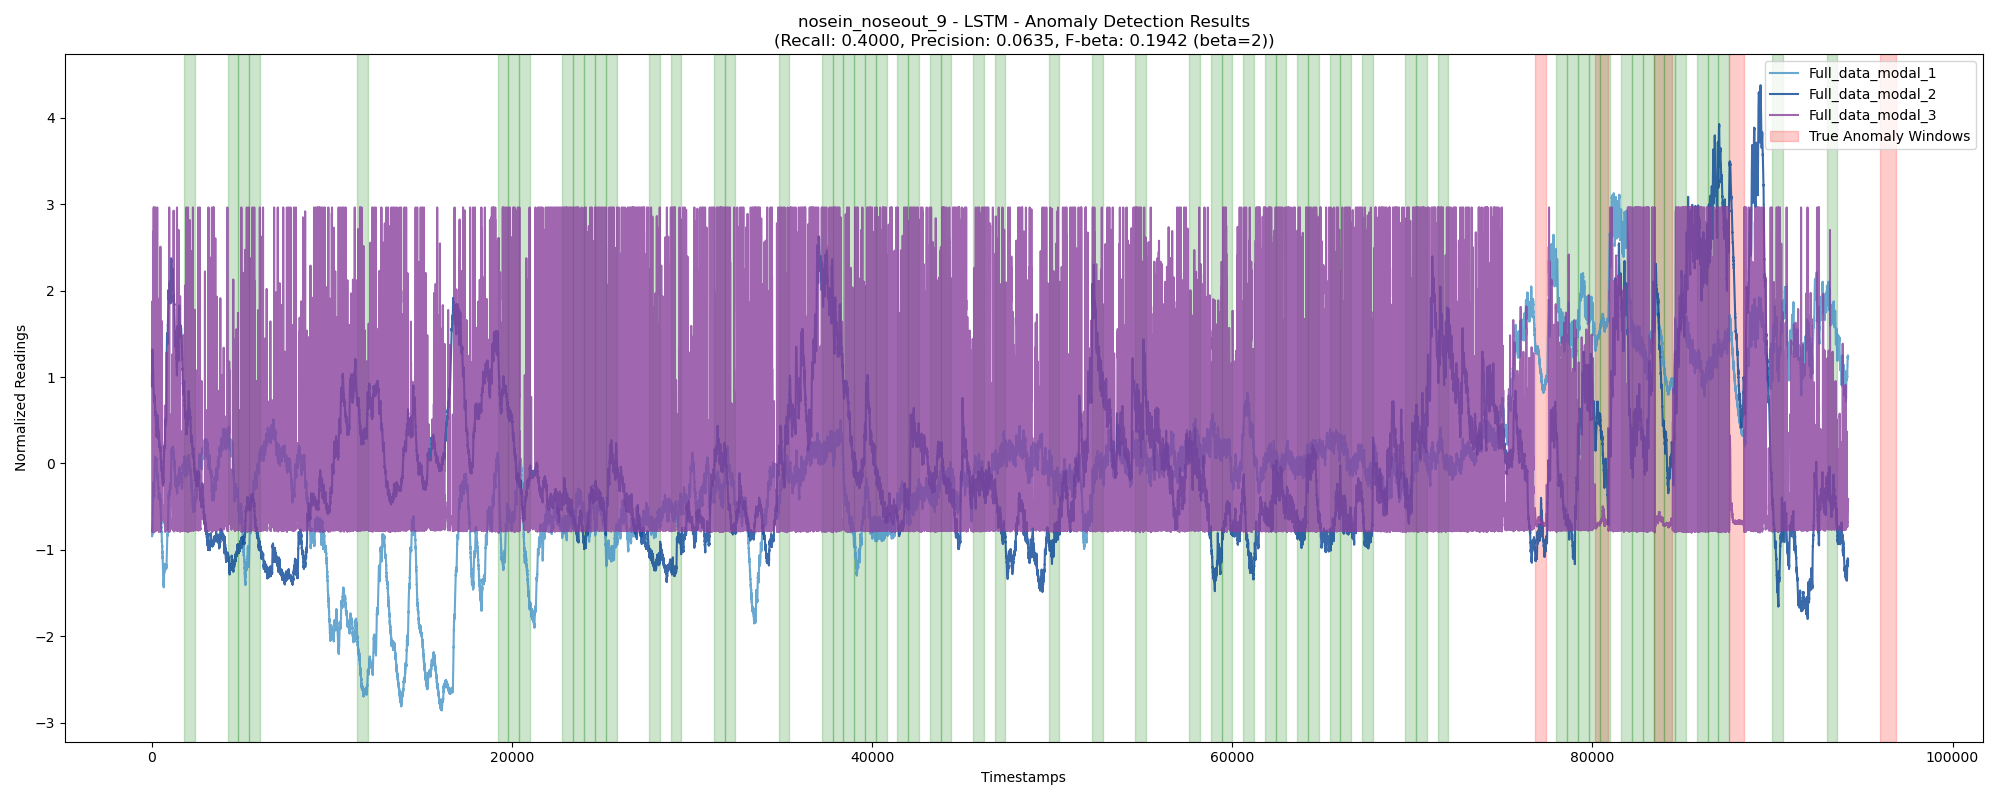 nosein_noseout_9 - LSTM - Anomaly Detection Results
(Recall: 0.4000, Precision: 0.0635, F-beta: 0.1942 (beta=2))
Full_data_modal_1
Full_data_modal_2
Full_data_modal_3
True Anomaly Windows
Normalized Readings
4
3
2
1
0
−1
−2
−3
0 20000 40000 60000 80000 100000
Timestamps